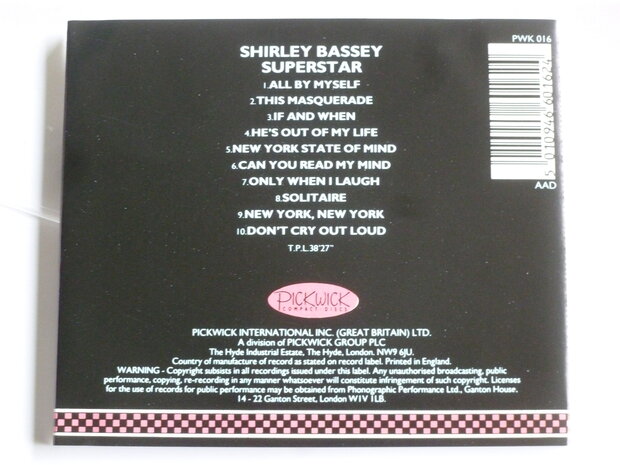 PWK 016
SHIRLEY BASSEY
SUPERSTAR
1.ALL BY MYSELF
2.THIS MASQUERADE
3.IF AND WHEN
4.HE'S OUT OF MY LIFE
5.NEW YORK STATE OF MIND
6.CAN YOU READ MY MIND
7.ONLY WHEN I LAUGH
8.SOLITAIRE
9.NEW YORK, NEW YORK
10.DON'T CRY OUT LOUD
T.P.L.38'27"
5 010946 601624
AAD
PICKWICK
COMPACT DISCS
PICKWICK INTERNATIONAL INC. (GREAT BRITAIN) LTD.
A division of PICKWICK GROUP PLC
The Hyde Industrial Estate, The Hyde, London. NW9 6JU.
Country of manufacture of record as stated on record label. Printed in England.
WARNING - Copyright subsists in all recordings issued under this label. Any unauthorised broadcasting, public
performance, copying, re-recording in any manner whatsoever will constitute infringement of such copyright. Licenses
for the use of records for public performance may be obtained from Phonographic Performance Ltd., Ganton House.
14 - 22 Ganton Street, London W1V 1LB.